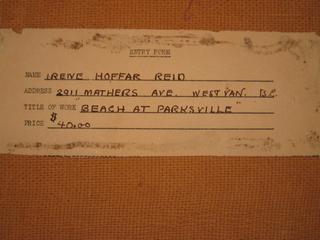 ENTRY FORM
NAME IRENE HOFFAR REID
ADDRESS 2911 MATHERS AVE. WEST VAN. B.C.
TITLE OF WORK "BEACH AT PARKSVILLE"
PRICE $40.00